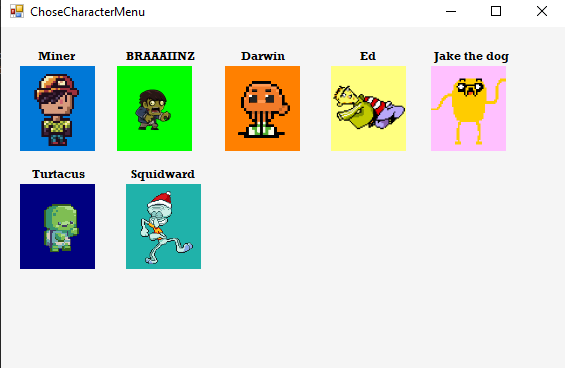 ChoseCharacterMenu
Miner BRAAAIINZ Darwin Ed Jake the dog
Turtacus Squidward